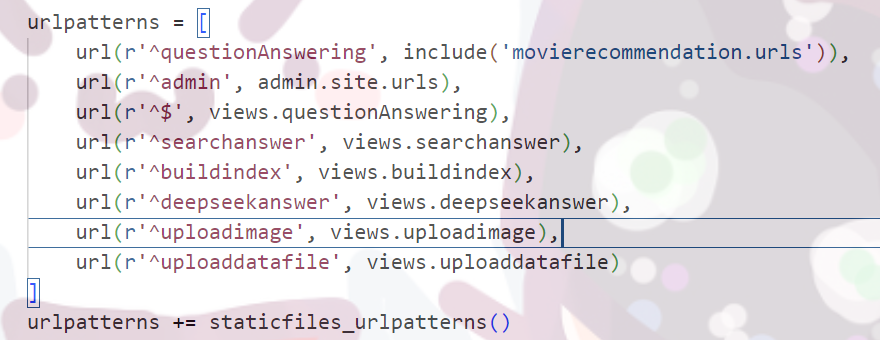 urlpatterns = [
    url(r'^questionAnswering', include('movierecommendation.urls')),
    url(r'^admin', admin.site.urls),
    url(r'^$', views.questionAnswering),
    url(r'^searchanswer', views.searchanswer),
    url(r'^buildindex', views.buildindex),
    url(r'^deepseekanswer', views.deepseekanswer),
    url(r'^uploadimage', views.uploadimage),
    url(r'^uploaddatafile', views.uploaddatafile)
]
urlpatterns += staticfiles_urlpatterns()